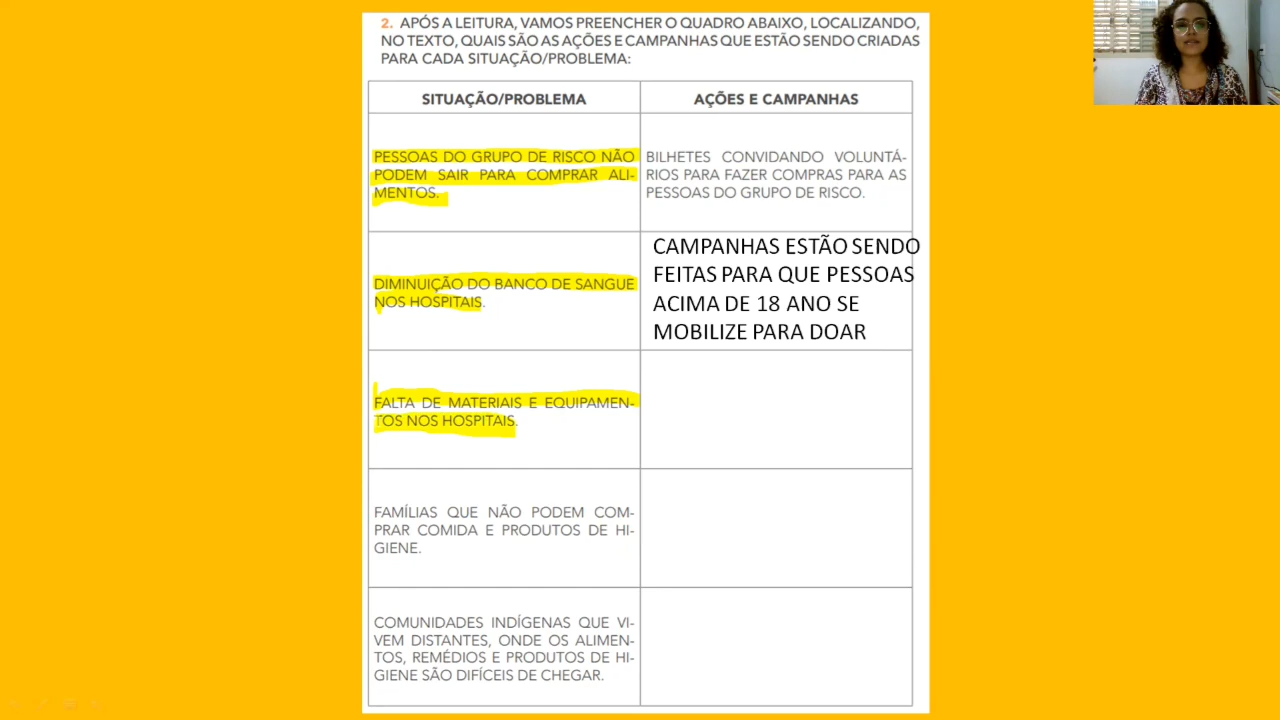 2. APÓS A LEITURA, VAMOS PREENCHER O QUADRO ABAIXO, LOCALIZANDO,
NO TEXTO, QUAIS SÃO AS AÇÕES E CAMPANHAS QUE ESTÃO SENDO CRIADAS
PARA CADA SITUAÇÃO/PROBLEMA:
SITUAÇÃO/PROBLEMA
AÇÕES E CAMPANHAS
PESSOAS DO GRUPO DE RISCO NÃO
PODEM SAIR PARA COMPRAR ALI-
MENTOS.
BILHETES CONVIDANDO VOLUNTÁ-
RIOS PARA FAZER COMPRAS PARA AS
PESSOAS DO GRUPO DE RISCO.
DIMINUIÇÃO DO BANCO DE SANGUE
NOS HOSPITAIS.
CAMPANHAS ESTÃO SENDO
FEITAS PARA QUE PESSOAS
ACIMA DE 18 ANO SE
MOBILIZE PARA DOAR
FALTA DE MATERIAIS E EQUIPAMEN-
TOS NOS HOSPITAIS.
FAMÍLIAS QUE NÃO PODEM COM-
PRAR COMIDA E PRODUTOS DE HI-
GIENE.
COMUNIDADES INDÍGENAS QUE VI-
VEM DISTANTES, ONDE OS ALIMEN-
TOS, REMÉDIOS E PRODUTOS DE HI-
GIENE SÃO DIFÍCEIS DE CHEGAR.